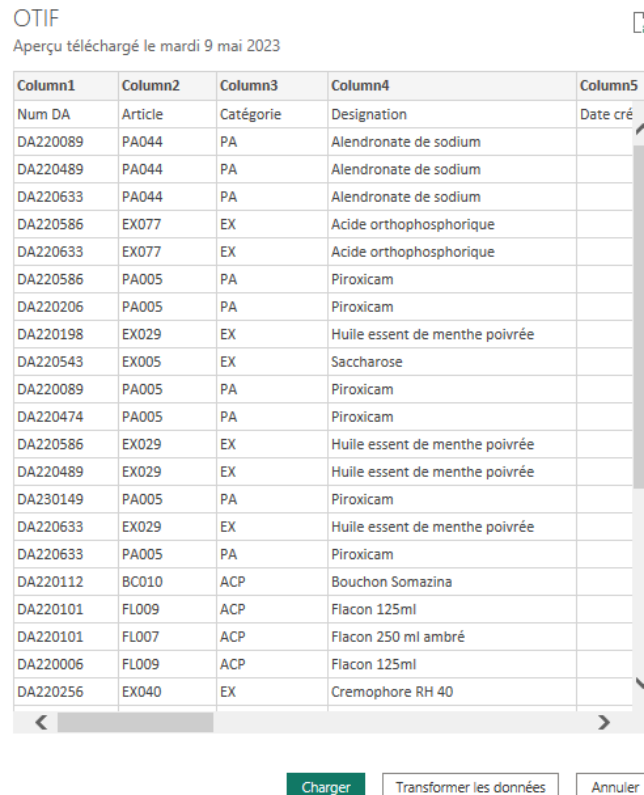 OTIF
Aperçu téléchargé le mardi 9 mai 2023
Column1 Column2 Column3 Column4 Column5
Num DA Article Catégorie Designation Date cré
DA220089 PA044 PA Alendronate de sodium
DA220489 PA044 PA Alendronate de sodium
DA220633 PA044 PA Alendronate de sodium
DA220586 EX077 EX Acide orthophosphorique
DA220633 EX077 EX Acide orthophosphorique
DA220586 PA005 PA Piroxicam
DA220206 PA005 PA Piroxicam
DA220198 EX029 EX Huile essent de menthe poivrée
DA220543 EX005 EX Saccharose
DA220089 PA005 PA Piroxicam
DA220474 PA005 PA Piroxicam
DA220586 EX029 EX Huile essent de menthe poivrée
DA220489 EX029 EX Huile essent de menthe poivrée
DA230149 PA005 PA Piroxicam
DA220633 EX029 EX Huile essent de menthe poivrée
DA220633 PA005 PA Piroxicam
DA220112 BC010 ACP Bouchon Somazina
DA220101 FL009 ACP Flacon 125ml
DA220101 FL007 ACP Flacon 250 ml ambré
DA220006 FL009 ACP Flacon 125ml
DA220256 EX040 EX Cremophore RH 40
Charger Transformer les données Annuler